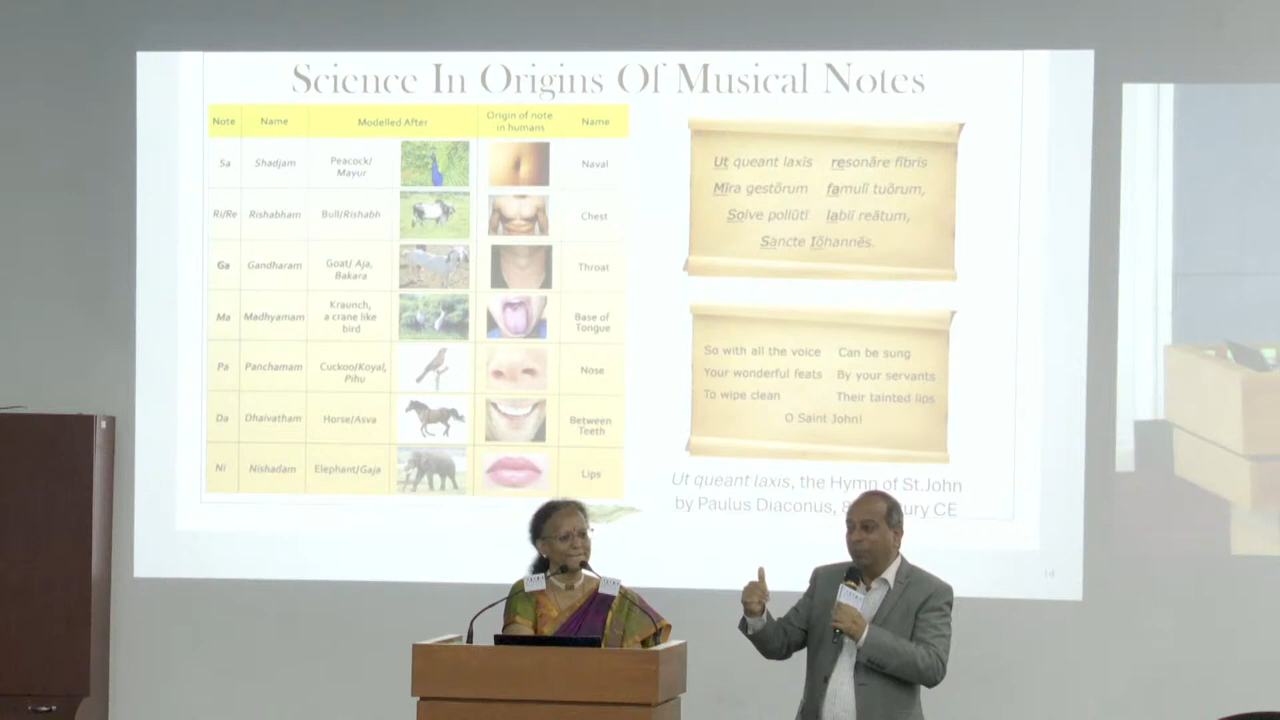 Science In Origins Of Musical Notes
Note Name Modelled After Origin of note in humans Name
Sa Shadjam Peacock/ Mayur Naval
Ri/Re Rishabham Bull/Rishabh Chest
Ga Gandharam Goat/ Aja, Bakara Throat
Ma Madhyamam Kraunch, a crane like bird Base of Tongue
Pa Panchamam Cuckoo/Koyal, Pihu Nose
Da Dhaivatham Horse/Asva Between Teeth
Ni Nishadam Elephant/Gaja Lips
Ut queant laxīs resonāre fībrīs
Mīra gestōrum famulī tuōrum,
Solve pollūtī labiī reātum,
Sancte Iōhannēs.
So with all the voice Can be sung
Your wonderful feats By your servants
To wipe clean Their tainted lips
O Saint John!
Ut queant laxis, the Hymn of St.John
by Paulus Diaconus, CE